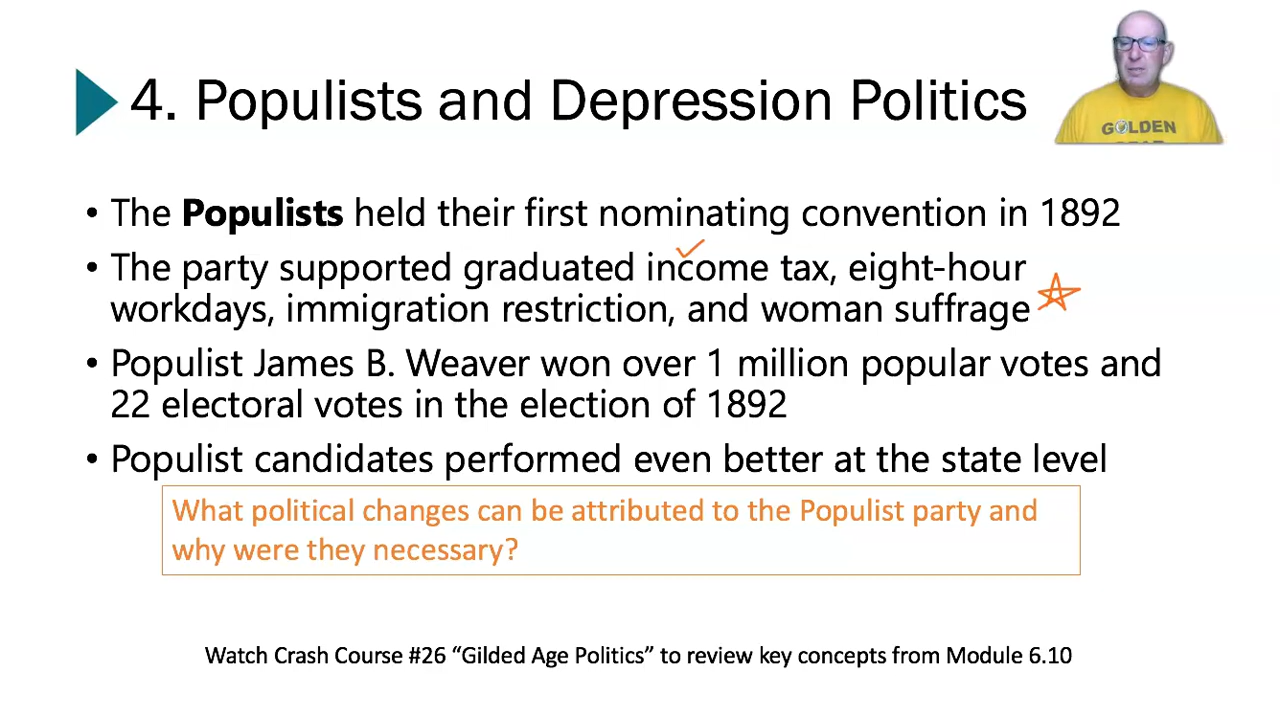 4. Populists and Depression Politics
GOLDEN
• The Populists held their first nominating convention in 1892
• The party supported graduated income tax, eight-hour
workdays, immigration restriction, and woman suffrage
• Populist James B. Weaver won over 1 million popular votes and
22 electoral votes in the election of 1892
• Populist candidates performed even better at the state level
What political changes can be attributed to the Populist party and
why were they necessary?
Watch Crash Course #26 “Gilded Age Politics” to review key concepts from Module 6.10